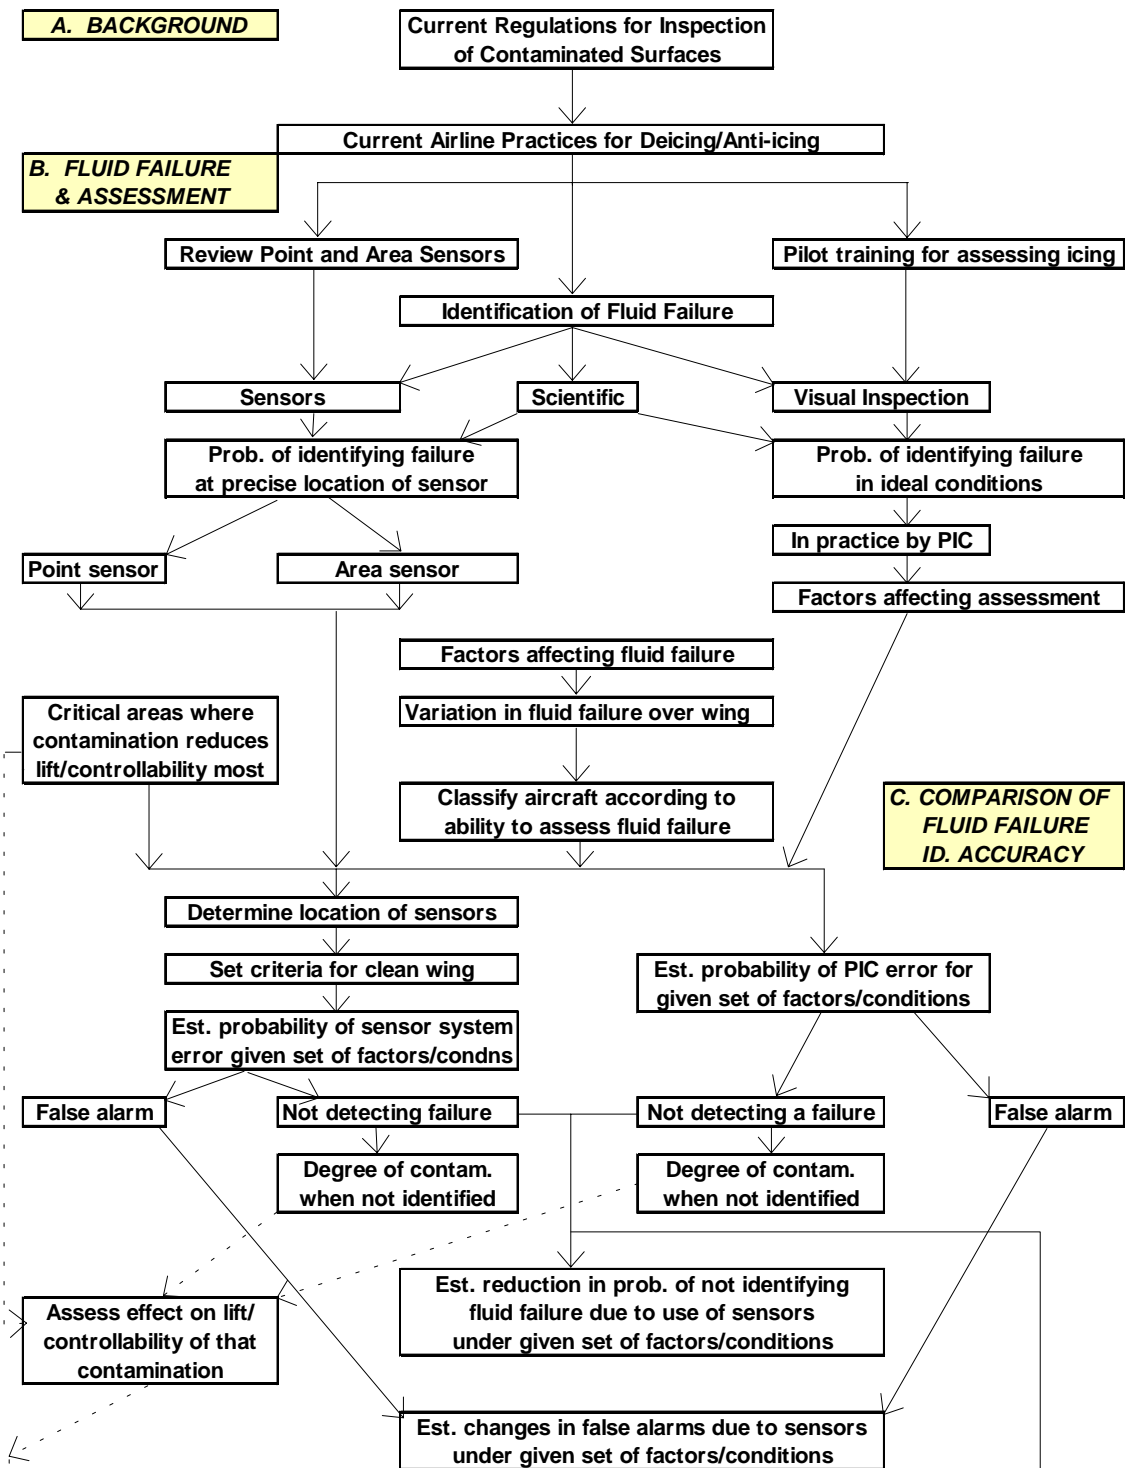 A. BACKGROUND
Current Regulations for Inspection
of Contaminated Surfaces
Current Airline Practices for Deicing/Anti-icing
B. FLUID FAILURE
& ASSESSMENT
Review Point and Area Sensors
Pilot training for assessing icing
Identification of Fluid Failure
Sensors
Scientific
Visual Inspection
Prob. of identifying failure
at precise location of sensor
Prob. of identifying failure
in ideal conditions
In practice by PIC
Point sensor
Area sensor
Factors affecting assessment
Factors affecting fluid failure
Critical areas where
contamination reduces
lift/controllability most
Variation in fluid failure over wing
Classify aircraft according to
ability to assess fluid failure
C. COMPARISON OF
FLUID FAILURE
ID. ACCURACY
Determine location of sensors
Set criteria for clean wing
Est. probability of PIC error for
given set of factors/conditions
Est. probability of sensor system
error given set of factors/condns
False alarm
Not detecting failure
Not detecting a failure
False alarm
Degree of contam.
when not identified
Degree of contam.
when not identified
Est. reduction in prob. of not identifying
fluid failure due to use of sensors
under given set of factors/conditions
Assess effect on lift/
controllability of that
contamination
Est. changes in false alarms due to sensors
under given set of factors/conditions